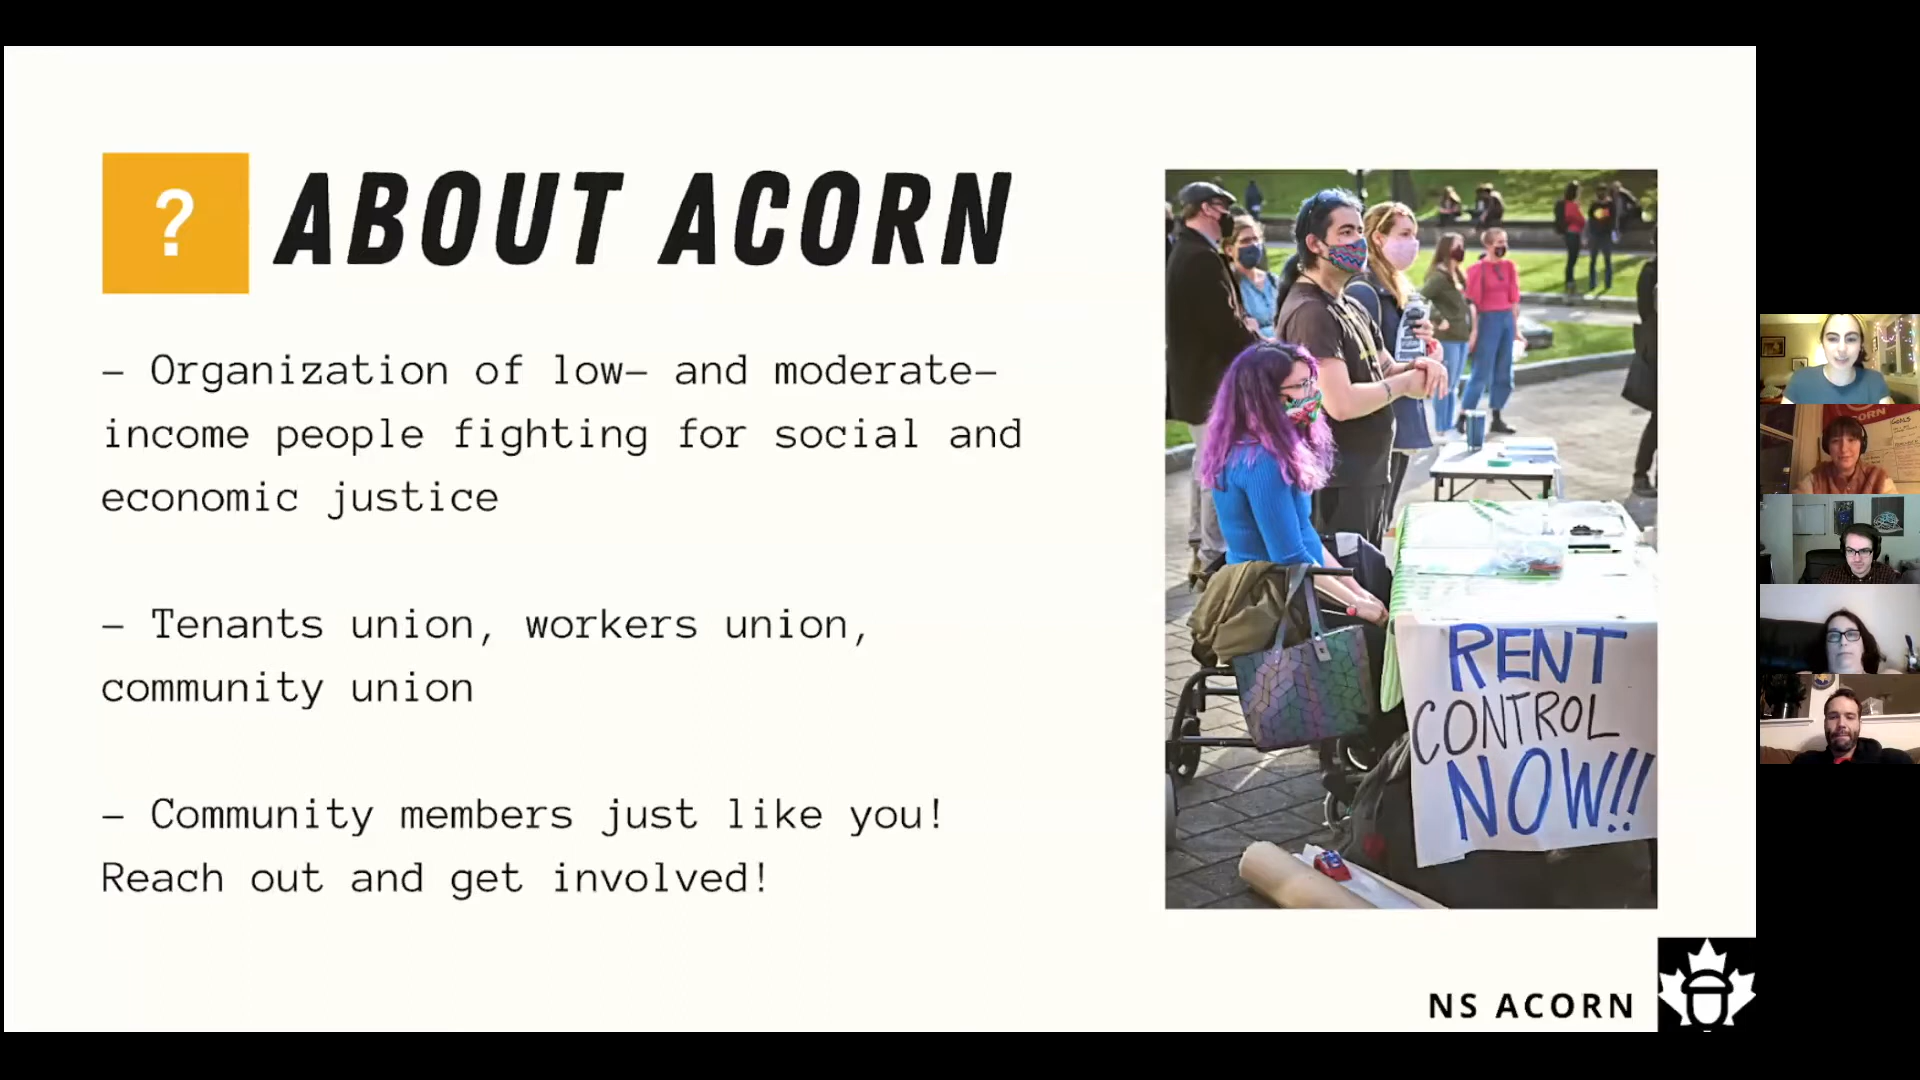 ?
ABOUT ACORN
- Organization of low- and moderate-
income people fighting for social and
economic justice
- Tenants union, workers union,
community union
- Community members just like you!
Reach out and get involved!
RENT
CONTROL
NOW!!
NS ACORN